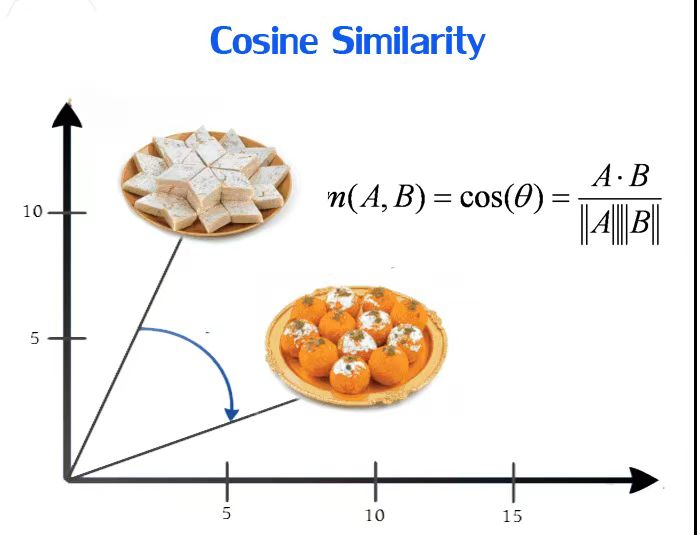 Cosine Similarity
n(A, B) = cos(θ) = A · B / ||A|| ||B||
10
5
5
10
15